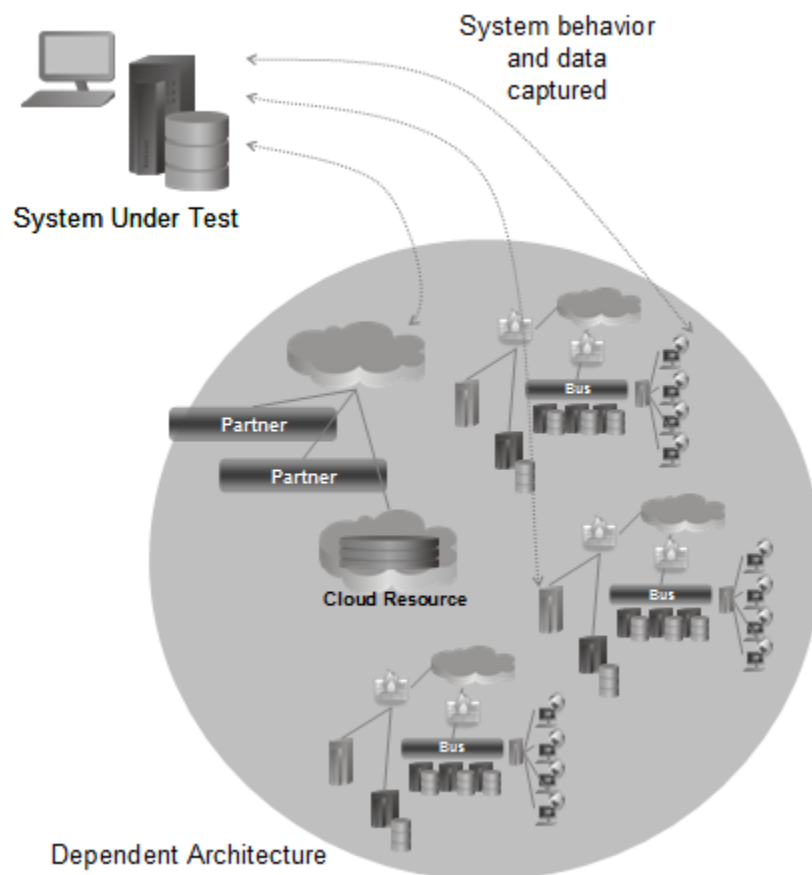 System behavior
and data
captured
System Under Test
Bus
Partner
Partner
Cloud Resource
Bus
Bus
Dependent Architecture